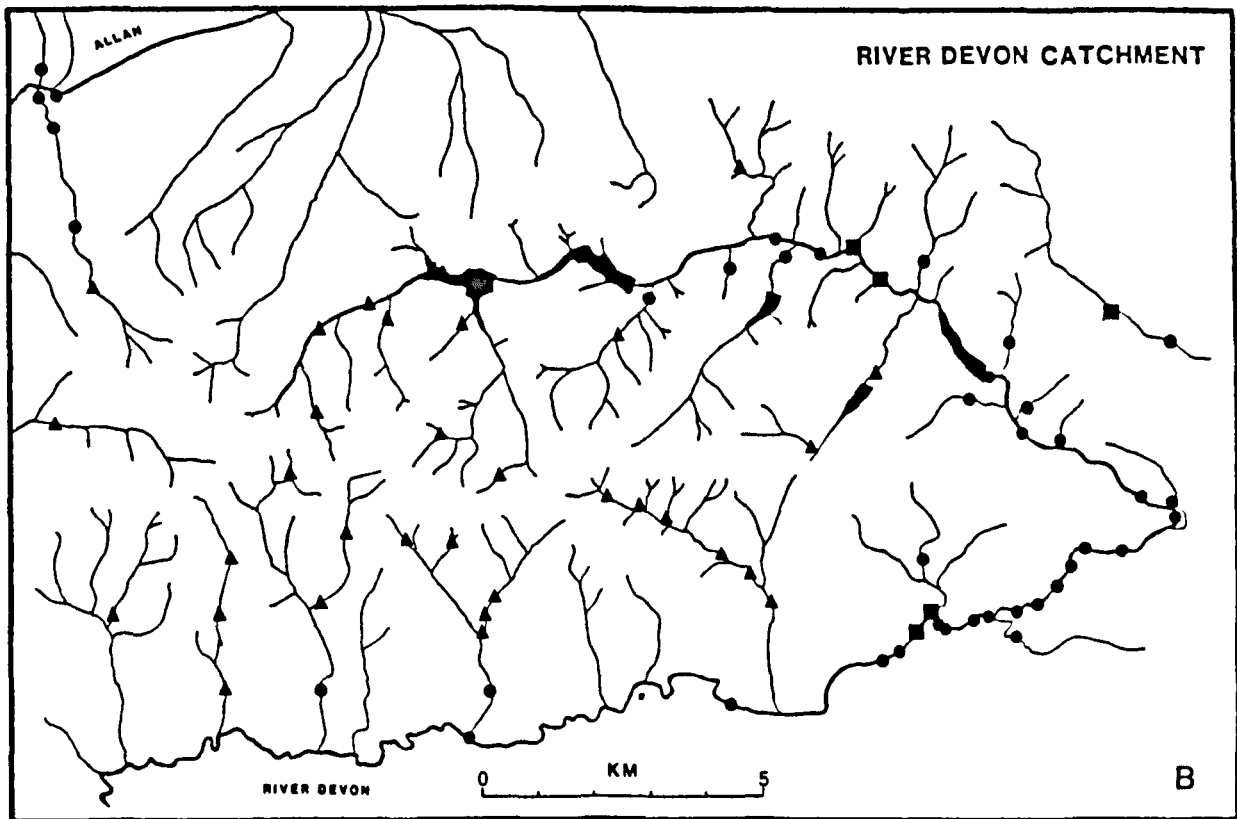 ALLAN
RIVER DEVON CATCHMENT
0 KM 5
RIVER DEVON
B